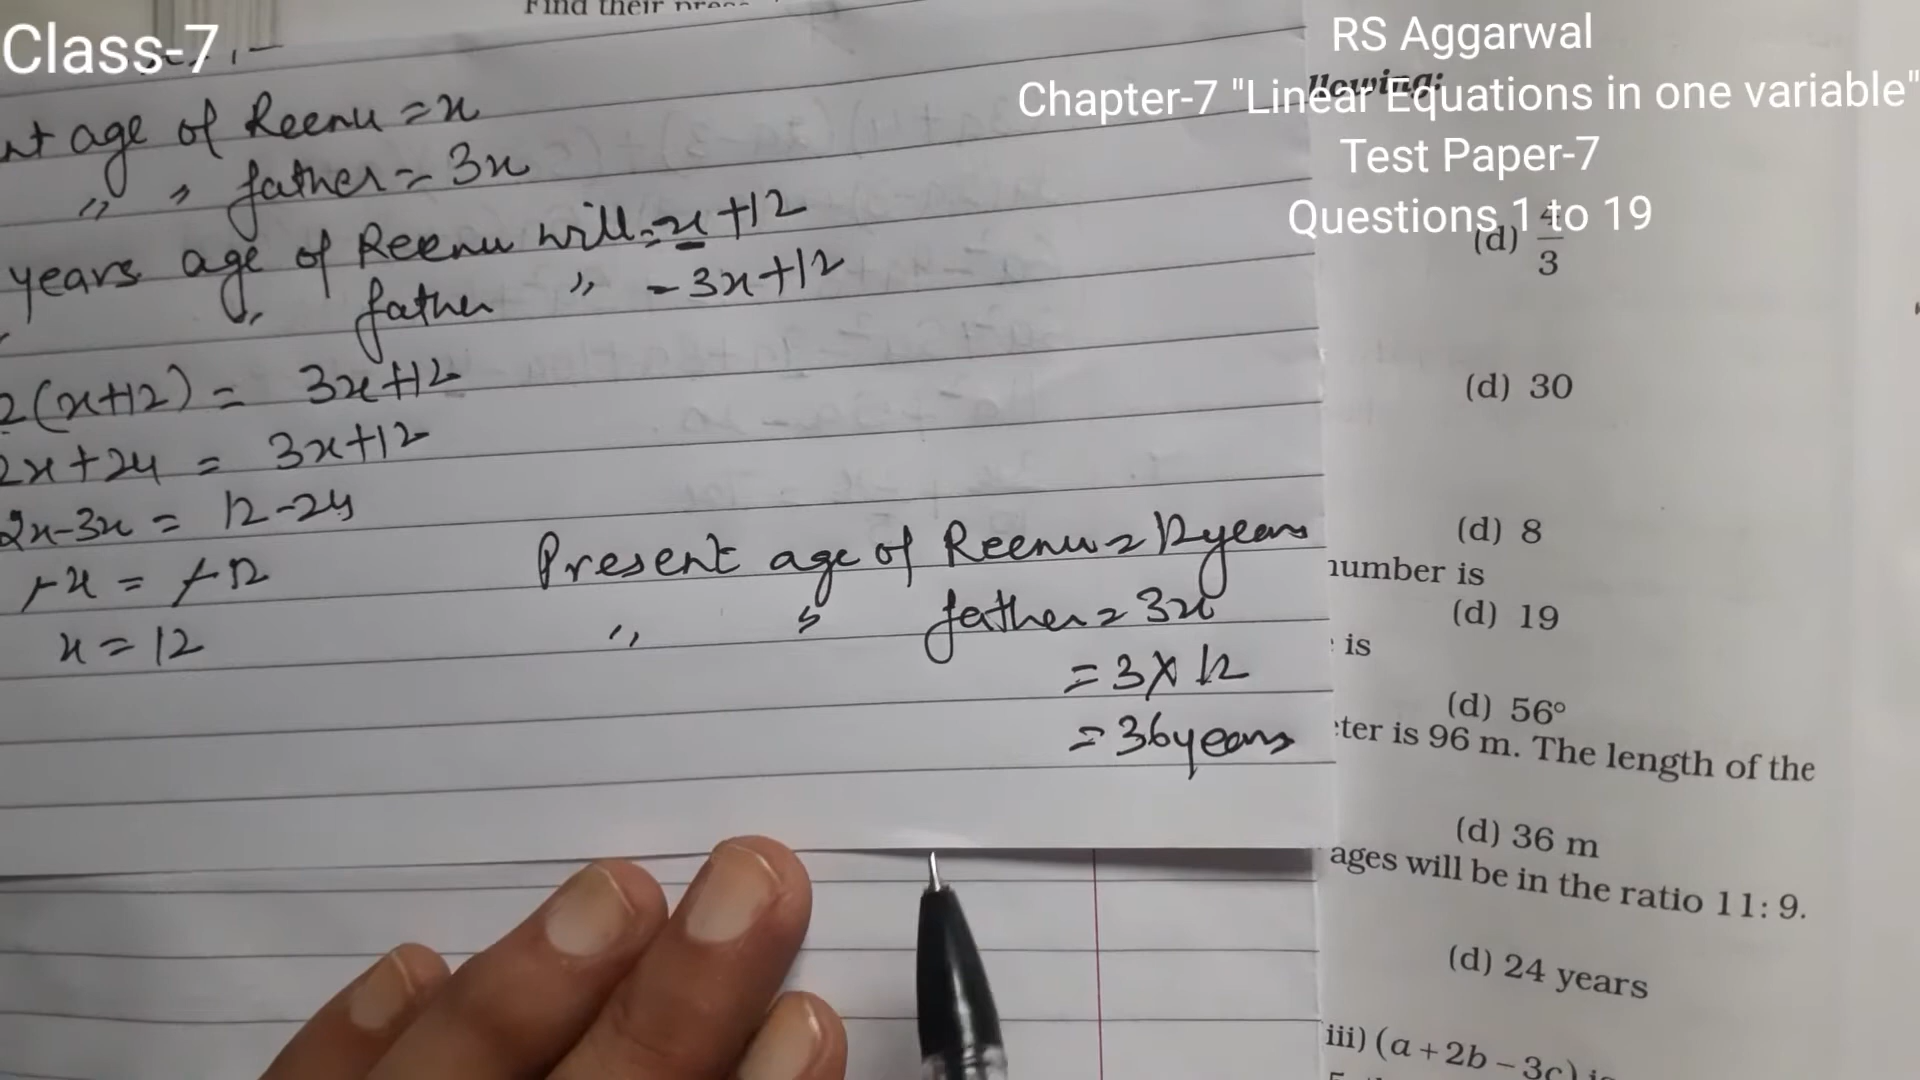 Find their
Class-7
age of Reenu = x
" " father = 3x
years age of Reenu will = x+12
" father " = 3x+12
2(x+12) = 3x+12
2x+24 = 3x+12
2x-3x = 12-24
-x = -12
x = 12
Present age of Reenu = 12 years
" " father = 3x
= 3 × 12
= 36 years
RS Aggarwal
Chapter-7 "Linear Equations in one variable"
Test Paper-7
Questions 1 to 19
(d) 4/3
(d) 30
(d) 8
number is
(d) 19
is
(d) 56°
is 96 m. The length of the
(d) 36 m
ages will be in the ratio 11 : 9.
(d) 24 years
iii) (a + 2b - 3c)